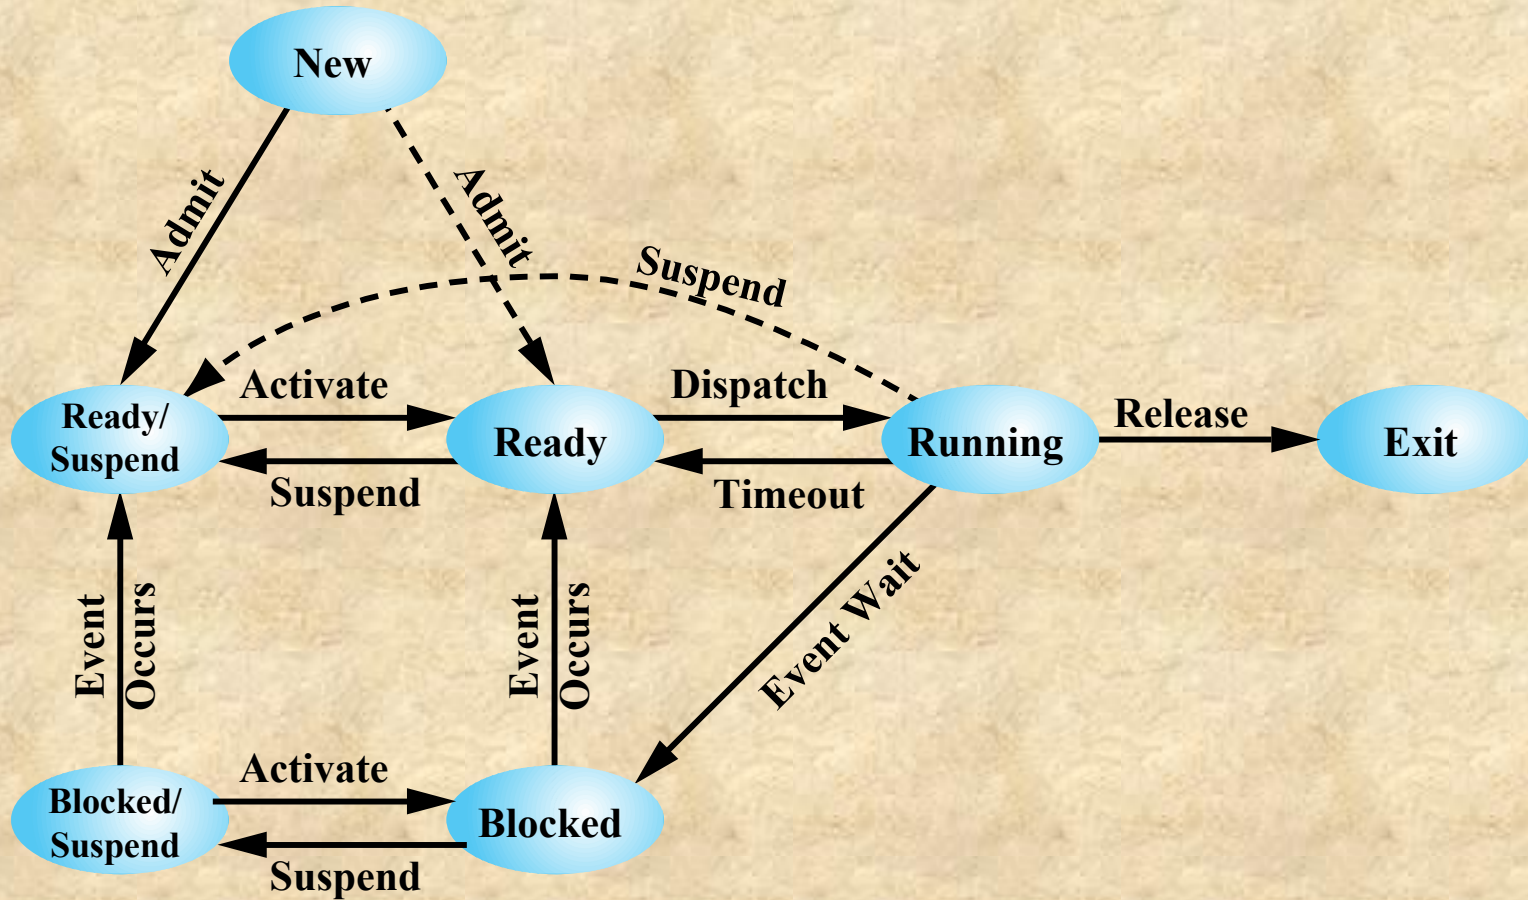 New
Admit
Admit
Suspend
Activate
Dispatch
Release
Ready/
Suspend
Ready
Running
Exit
Suspend
Timeout
Event
Occurs
Event
Occurs
Event Wait
Activate
Blocked/
Suspend
Blocked
Suspend